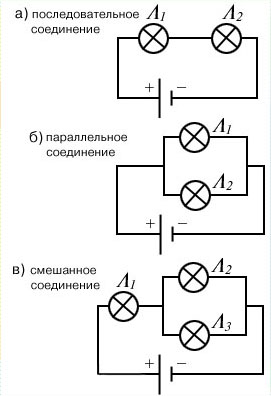 а) последовательное
соединение
Л1 Л2
+ −
б) параллельное
соединение
Л1
Л2
+ −
в) смешанное
соединение
Л1
Л2
Л3
+ −